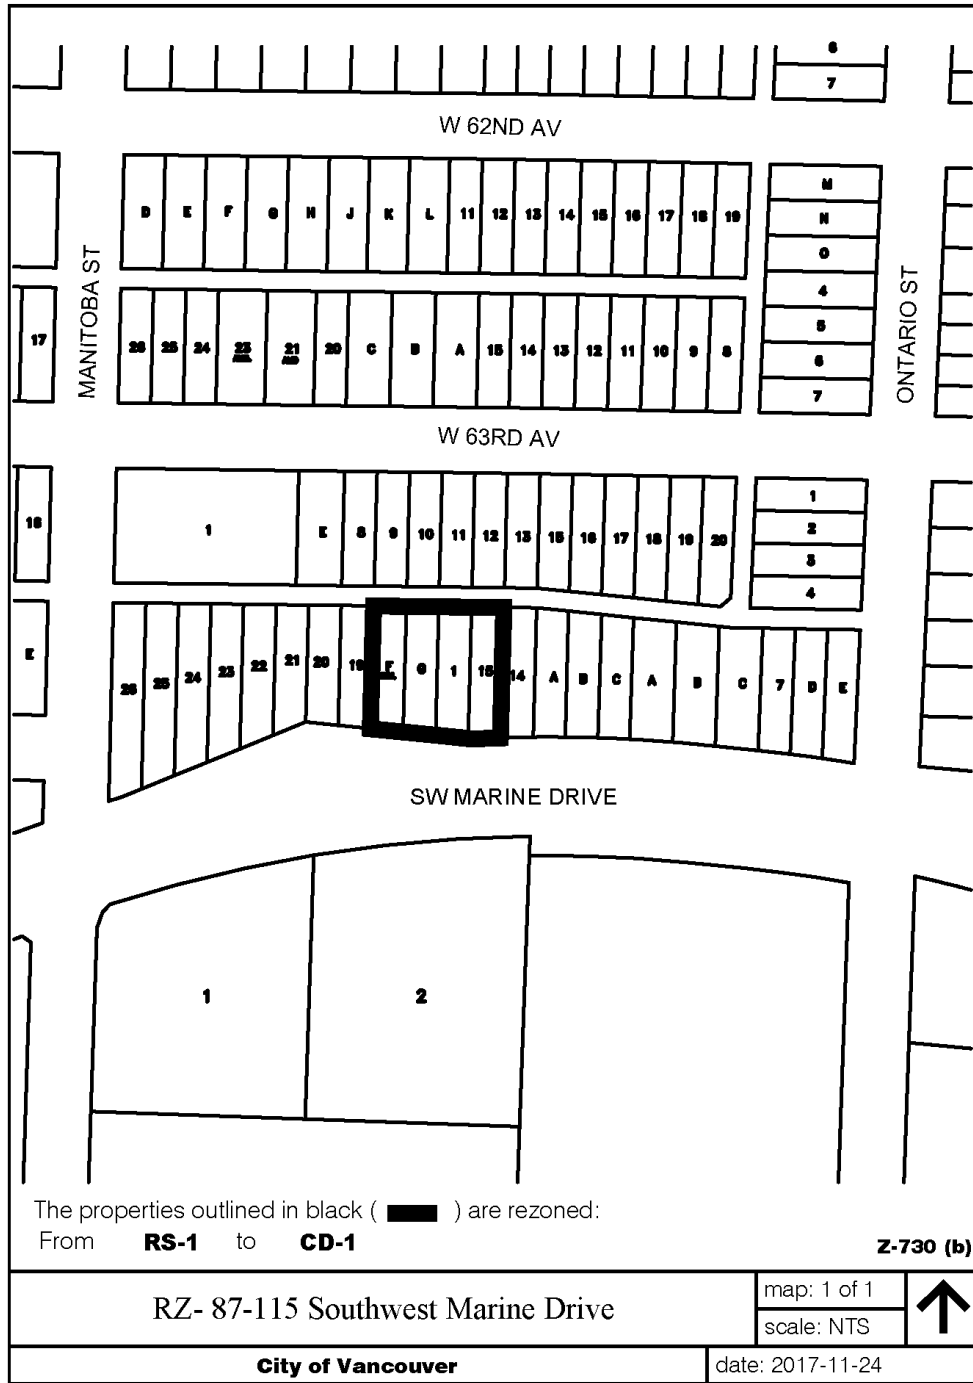 6
7
W 62ND AV
D E F G H J K L 11 12 13 14 15 16 17 18 19
M
N
O
4
5
6
7
MANITOBA ST
ONTARIO ST
17
26 25 24 23 21 20 C B A 15 14 13 12 11 10 9 8
W 63RD AV
16
1 E 8 9 10 11 12 13 15 16 17 18 19 20
1
2
3
4
E
26 25 24 23 22 21 20 19 F G 1 15 14 A B C A B C 7 D E
SW MARINE DRIVE
1 2
The properties outlined in black ( ) are rezoned:
From RS-1 to CD-1
Z-730 (b)
RZ- 87-115 Southwest Marine Drive
map: 1 of 1
scale: NTS
City of Vancouver
date: 2017-11-24